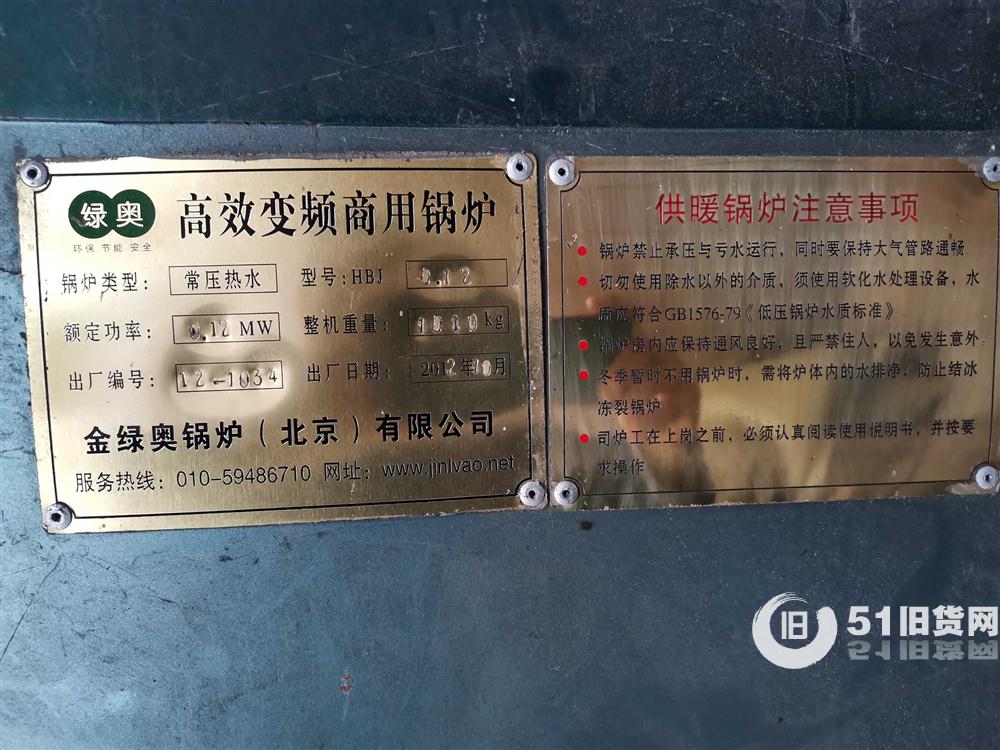 绿奥
环保 节能 安全
高效变频商用锅炉
锅炉类型: 常压热水 型号:HBJ 0.12
额定功率: 0.12 MW 整机重量: 1010 kg
出厂编号: 12-1034 出厂日期: 2012年10月
金绿奥锅炉(北京)有限公司
服务热线: 010-59486710 网址: www.jinlvao.net
供暖锅炉注意事项
锅炉禁止承压与亏水运行,同时要保持大气管路通畅
切勿使用除水以外的介质,须使用软化水处理设备,水
质应符合GB1576-79《低压锅炉水质标准》
锅炉房内应保持通风良好,且严禁住人,以免发生意外
冬季暂时不用锅炉时,需将炉体内的水排净,防止结冰
冻裂锅炉
司炉工在上岗之前,必须认真阅读使用说明书,并按要
求操作
旧 51旧货网